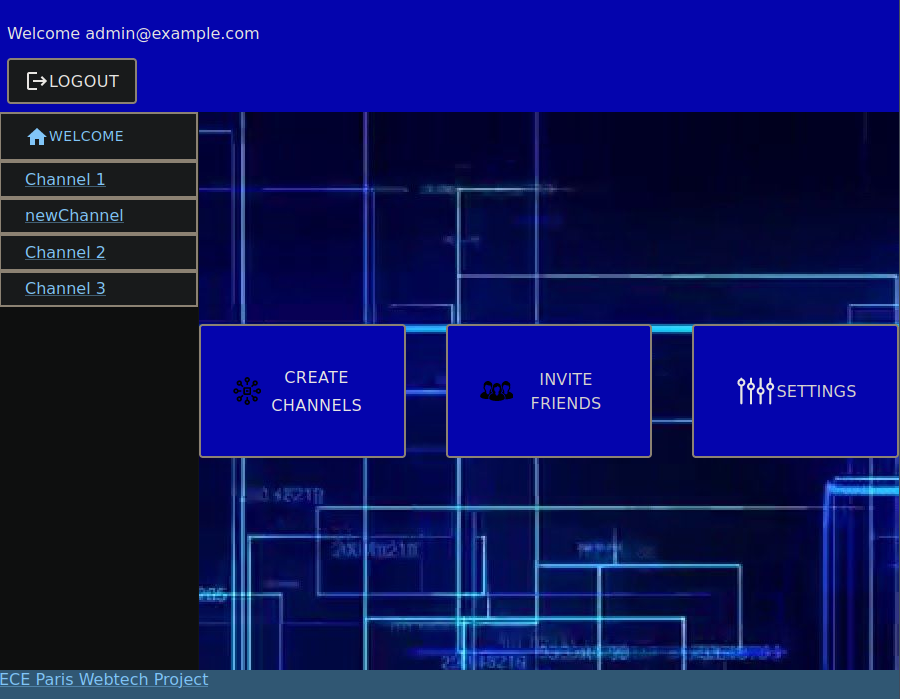 Welcome admin@example.com
LOGOUT
WELCOME
Channel 1
newChannel
Channel 2
Channel 3
CREATE
CHANNELS
INVITE
FRIENDS
SETTINGS
ECE Paris Webtech Project